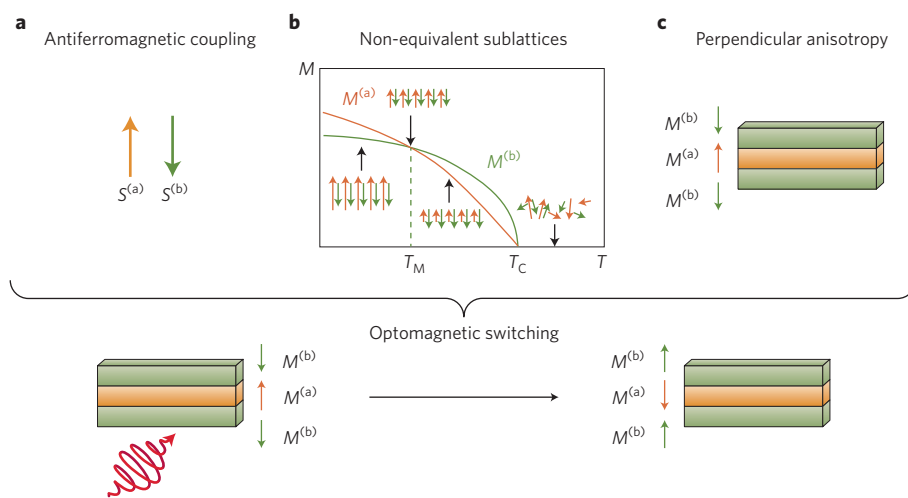 a
Antiferromagnetic coupling
S(a)
S(b)
b
Non-equivalent sublattices
M
M(a)
M(b)
TM
TC
T
c
Perpendicular anisotropy
M(b)
M(a)
M(b)
Optomagnetic switching
M(b)
M(a)
M(b)
M(b)
M(a)
M(b)